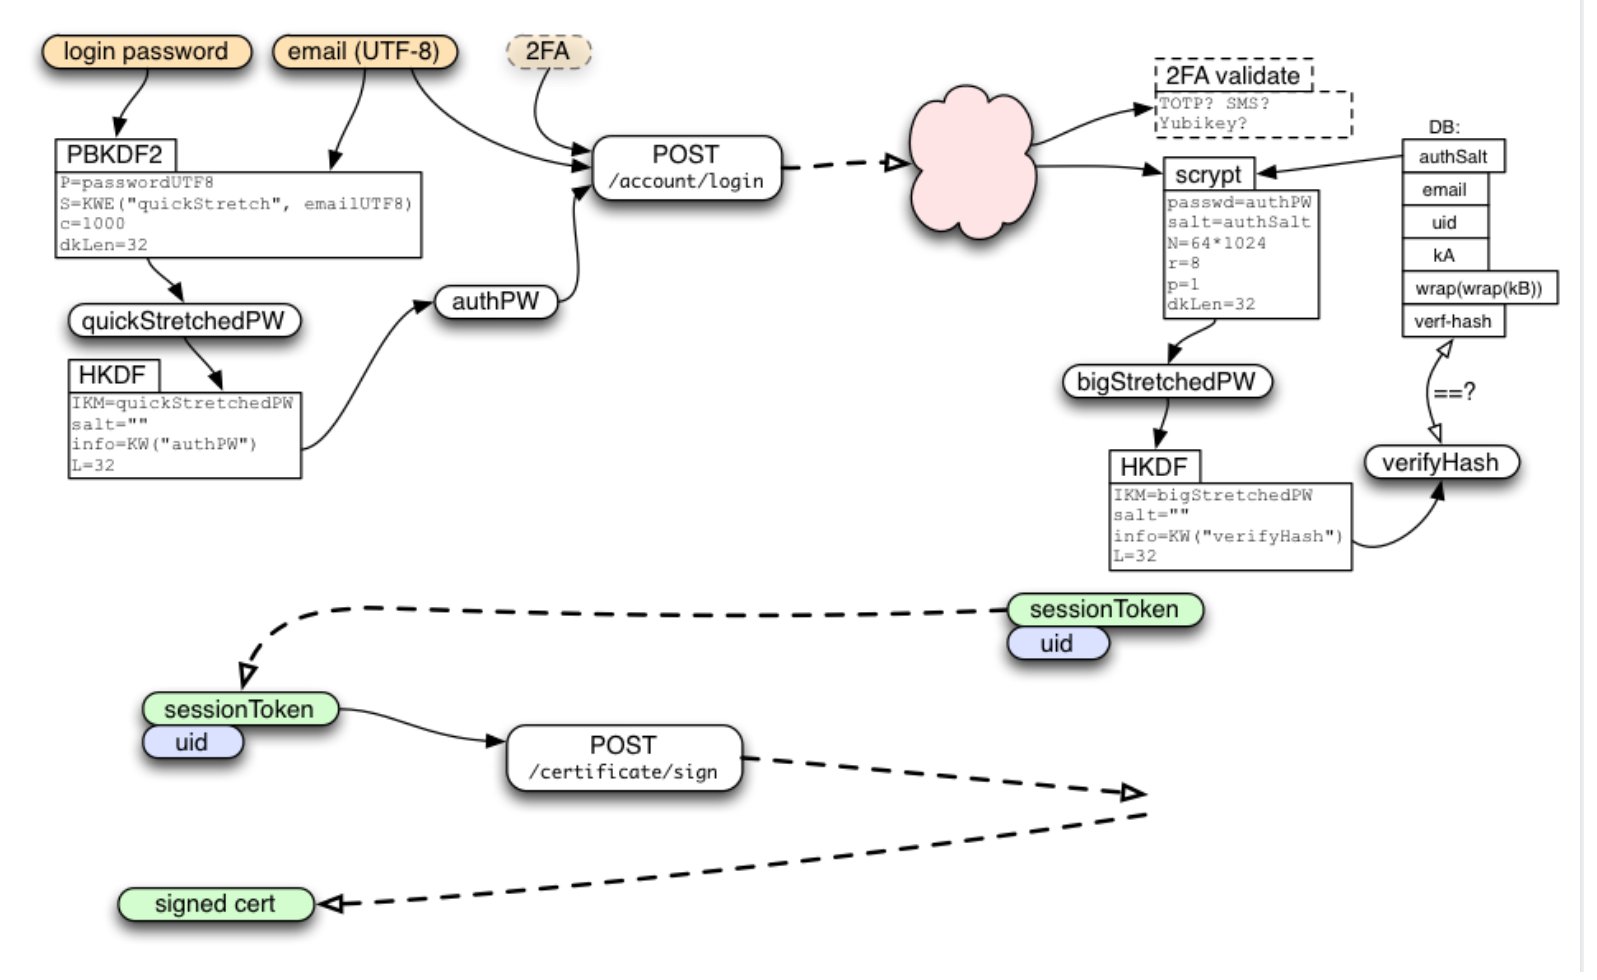 login password
email (UTF-8)
2FA
PBKDF2
P=passwordUTF8
S=KWE("quickStretch", emailUTF8)
c=1000
dkLen=32
quickStretchedPW
HKDF
IKM=quickStretchedPW
salt=""
info=KW("authPW")
L=32
authPW
POST
/account/login
2FA validate
TOTP? SMS?
Yubikey?
scrypt
passwd=authPW
salt=authSalt
N=64*1024
r=8
p=1
dkLen=32
DB:
authSalt
email
uid
kA
wrap(wrap(kB))
verf-hash
==?
bigStretchedPW
HKDF
IKM=bigStretchedPW
salt=""
info=KW("verifyHash")
L=32
verifyHash
sessionToken
uid
sessionToken
uid
POST
/certificate/sign
signed cert